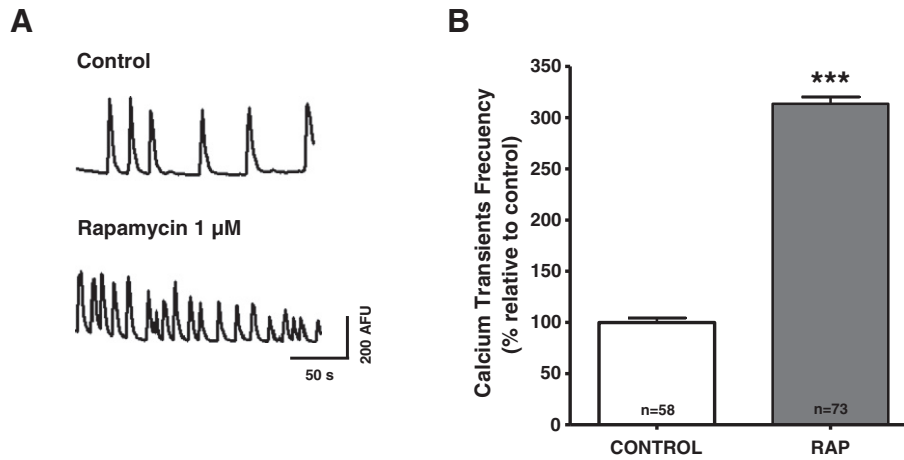 A
Control
Rapamycin 1 µM
200 AFU
50 s
B
Calcium Transients Frecuency
(% relative to control)
350
300
250
200
150
100
50
0
***
n=58
n=73
CONTROL
RAP